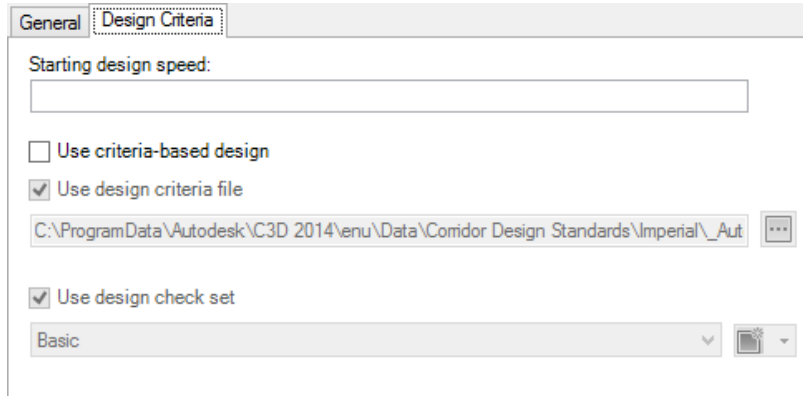 General Design Criteria
Starting design speed:
Use criteria-based design
Use design criteria file
C:\ProgramData\Autodesk\C3D 2014\enu\Data\Corridor Design Standards\Imperial\_Aut
...
Use design check set
Basic